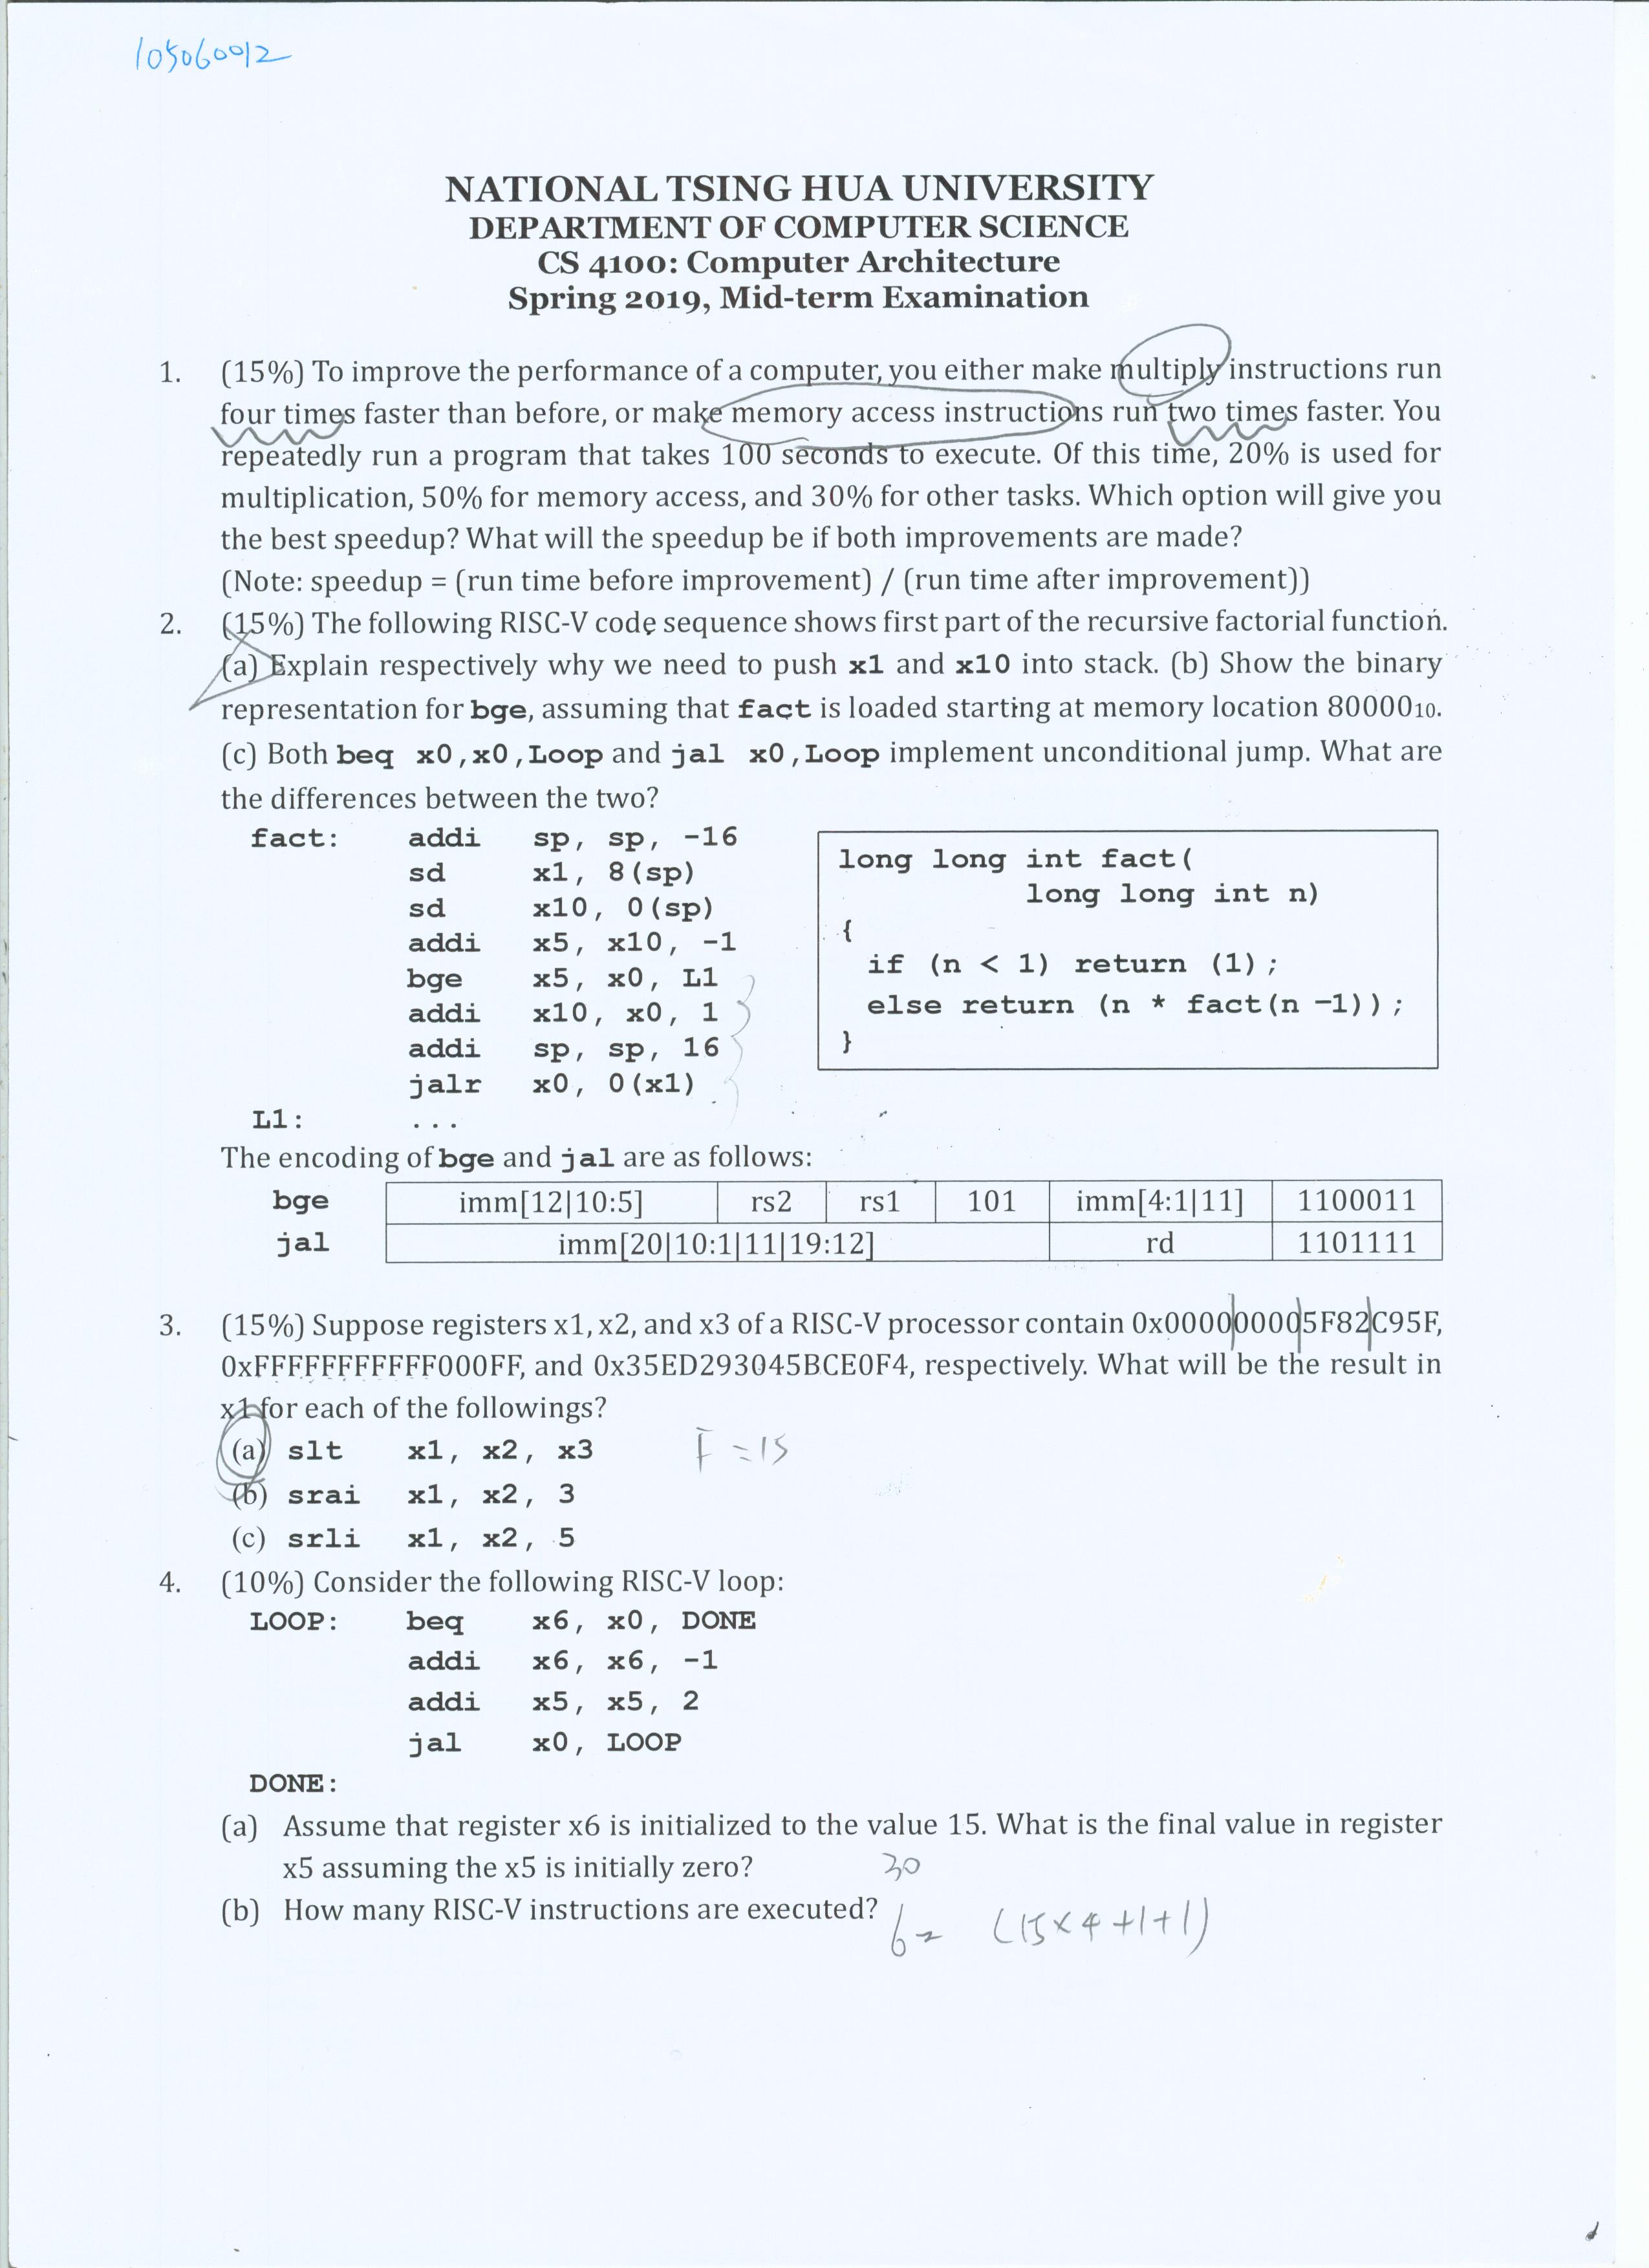 105060012
NATIONAL TSING HUA UNIVERSITY
DEPARTMENT OF COMPUTER SCIENCE
CS 4100: Computer Architecture
Spring 2019, Mid-term Examination
1. (15%) To improve the performance of a computer, you either make multiply instructions run
four times faster than before, or make memory access instructions run two times faster. You
repeatedly run a program that takes 100 seconds to execute. Of this time, 20% is used for
multiplication, 50% for memory access, and 30% for other tasks. Which option will give you
the best speedup? What will the speedup be if both improvements are made?
(Note: speedup = (run time before improvement) / (run time after improvement))
2. (15%) The following RISC-V code sequence shows first part of the recursive factorial function.
(a) Explain respectively why we need to push x1 and x10 into stack. (b) Show the binary
representation for bge, assuming that fact is loaded starting at memory location 80000₁₀.
(c) Both beq x0,x0,Loop and jal x0,Loop implement unconditional jump. What are
the differences between the two?
fact: addi sp, sp, -16
sd x1, 8(sp)
sd x10, 0(sp)
addi x5, x10, -1
bge x5, x0, L1
addi x10, x0, 1
addi sp, sp, 16
jalr x0, 0(x1)
L1: ...
long long int fact(
long long int n)
{
if (n < 1) return (1);
else return (n * fact(n -1));
}
The encoding of bge and jal are as follows:
bge imm[12|10:5] rs2 rs1 101 imm[4:1|11] 1100011
jal imm[20|10:1|11|19:12] rd 1101111
3. (15%) Suppose registers x1, x2, and x3 of a RISC-V processor contain 0x000000005F82C95F,
0xFFFFFFFFFFF000FF, and 0x35ED293045BCE0F4, respectively. What will be the result in
x1 for each of the followings?
(a) slt x1, x2, x3 F = 15
(b) srai x1, x2, 3
(c) srli x1, x2, 5
4. (10%) Consider the following RISC-V loop:
LOOP: beq x6, x0, DONE
addi x6, x6, -1
addi x5, x5, 2
jal x0, LOOP
DONE:
(a) Assume that register x6 is initialized to the value 15. What is the final value in register
x5 assuming the x5 is initially zero? 30
(b) How many RISC-V instructions are executed? 62 (15×4+1+1)